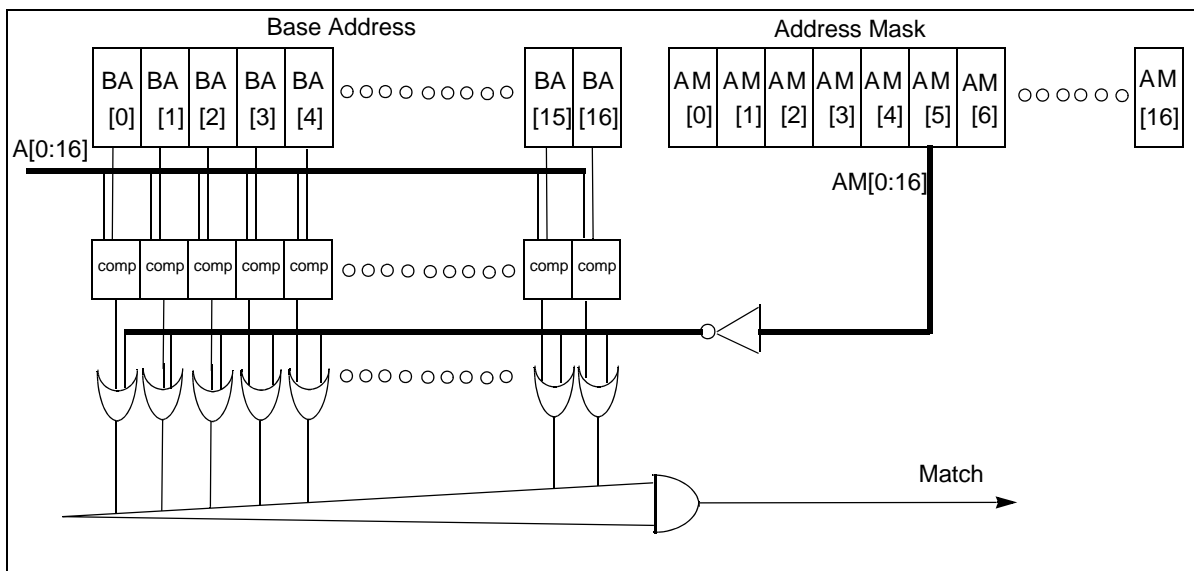 Base Address
Address Mask
BA [0] BA [1] BA [2] BA [3] BA [4] BA [15] BA [16]
AM [0] AM [1] AM [2] AM [3] AM [4] AM [5] AM [6] AM [16]
A[0:16]
AM[0:16]
comp comp comp comp comp comp comp
Match